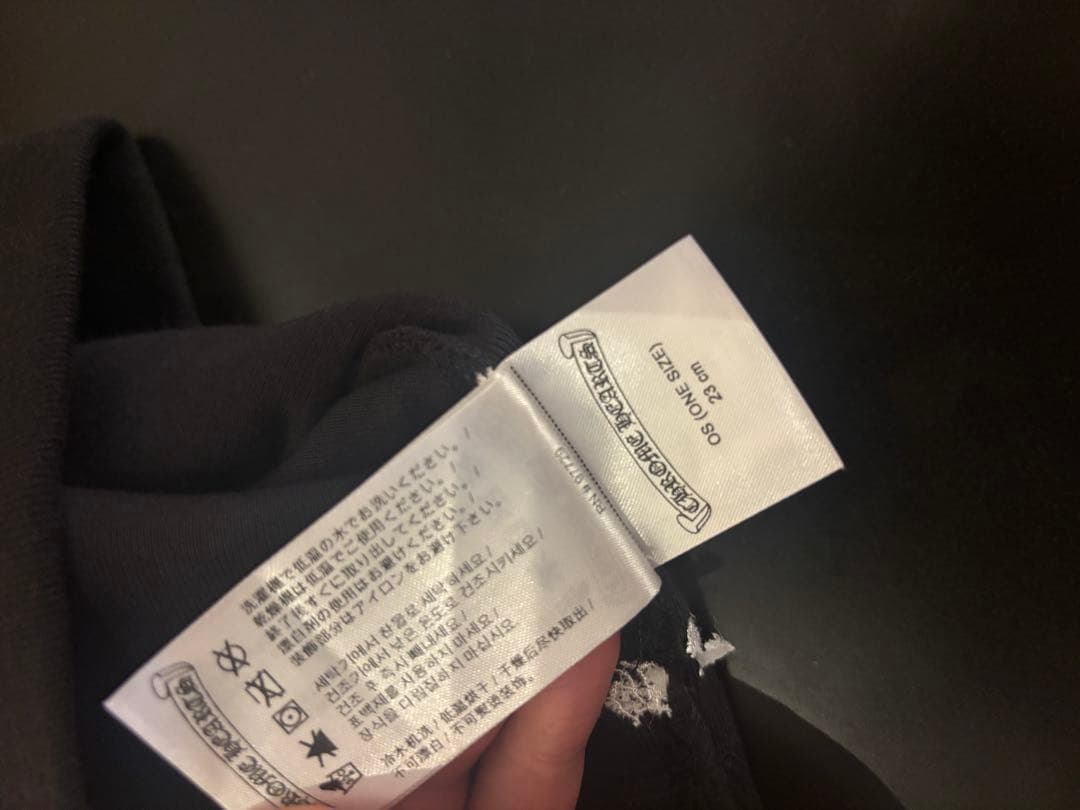 CHROME HEARTS
OS (ONE SIZE)
23 cm
洗濯機で低温の水でお洗いください。/
乾燥機は低温でご使用ください。/
終了後すぐに取り出してください。/
漂白剤の使用はお避けください。/
装飾部分はアイロンをお避け下さい。
세탁기에서 찬물로 세탁하세요/
건조기에서 낮은 온도로 건조시키세요/
건조 후 즉시 빼내세요/
표백제를 사용하지 마세요/
장식을 다림질하지 마십시오
冷水机洗 / 低温烘干 / 干燥后尽快取出 /
不可漂白 / 不可熨烫装饰。
CHROME HEARTS